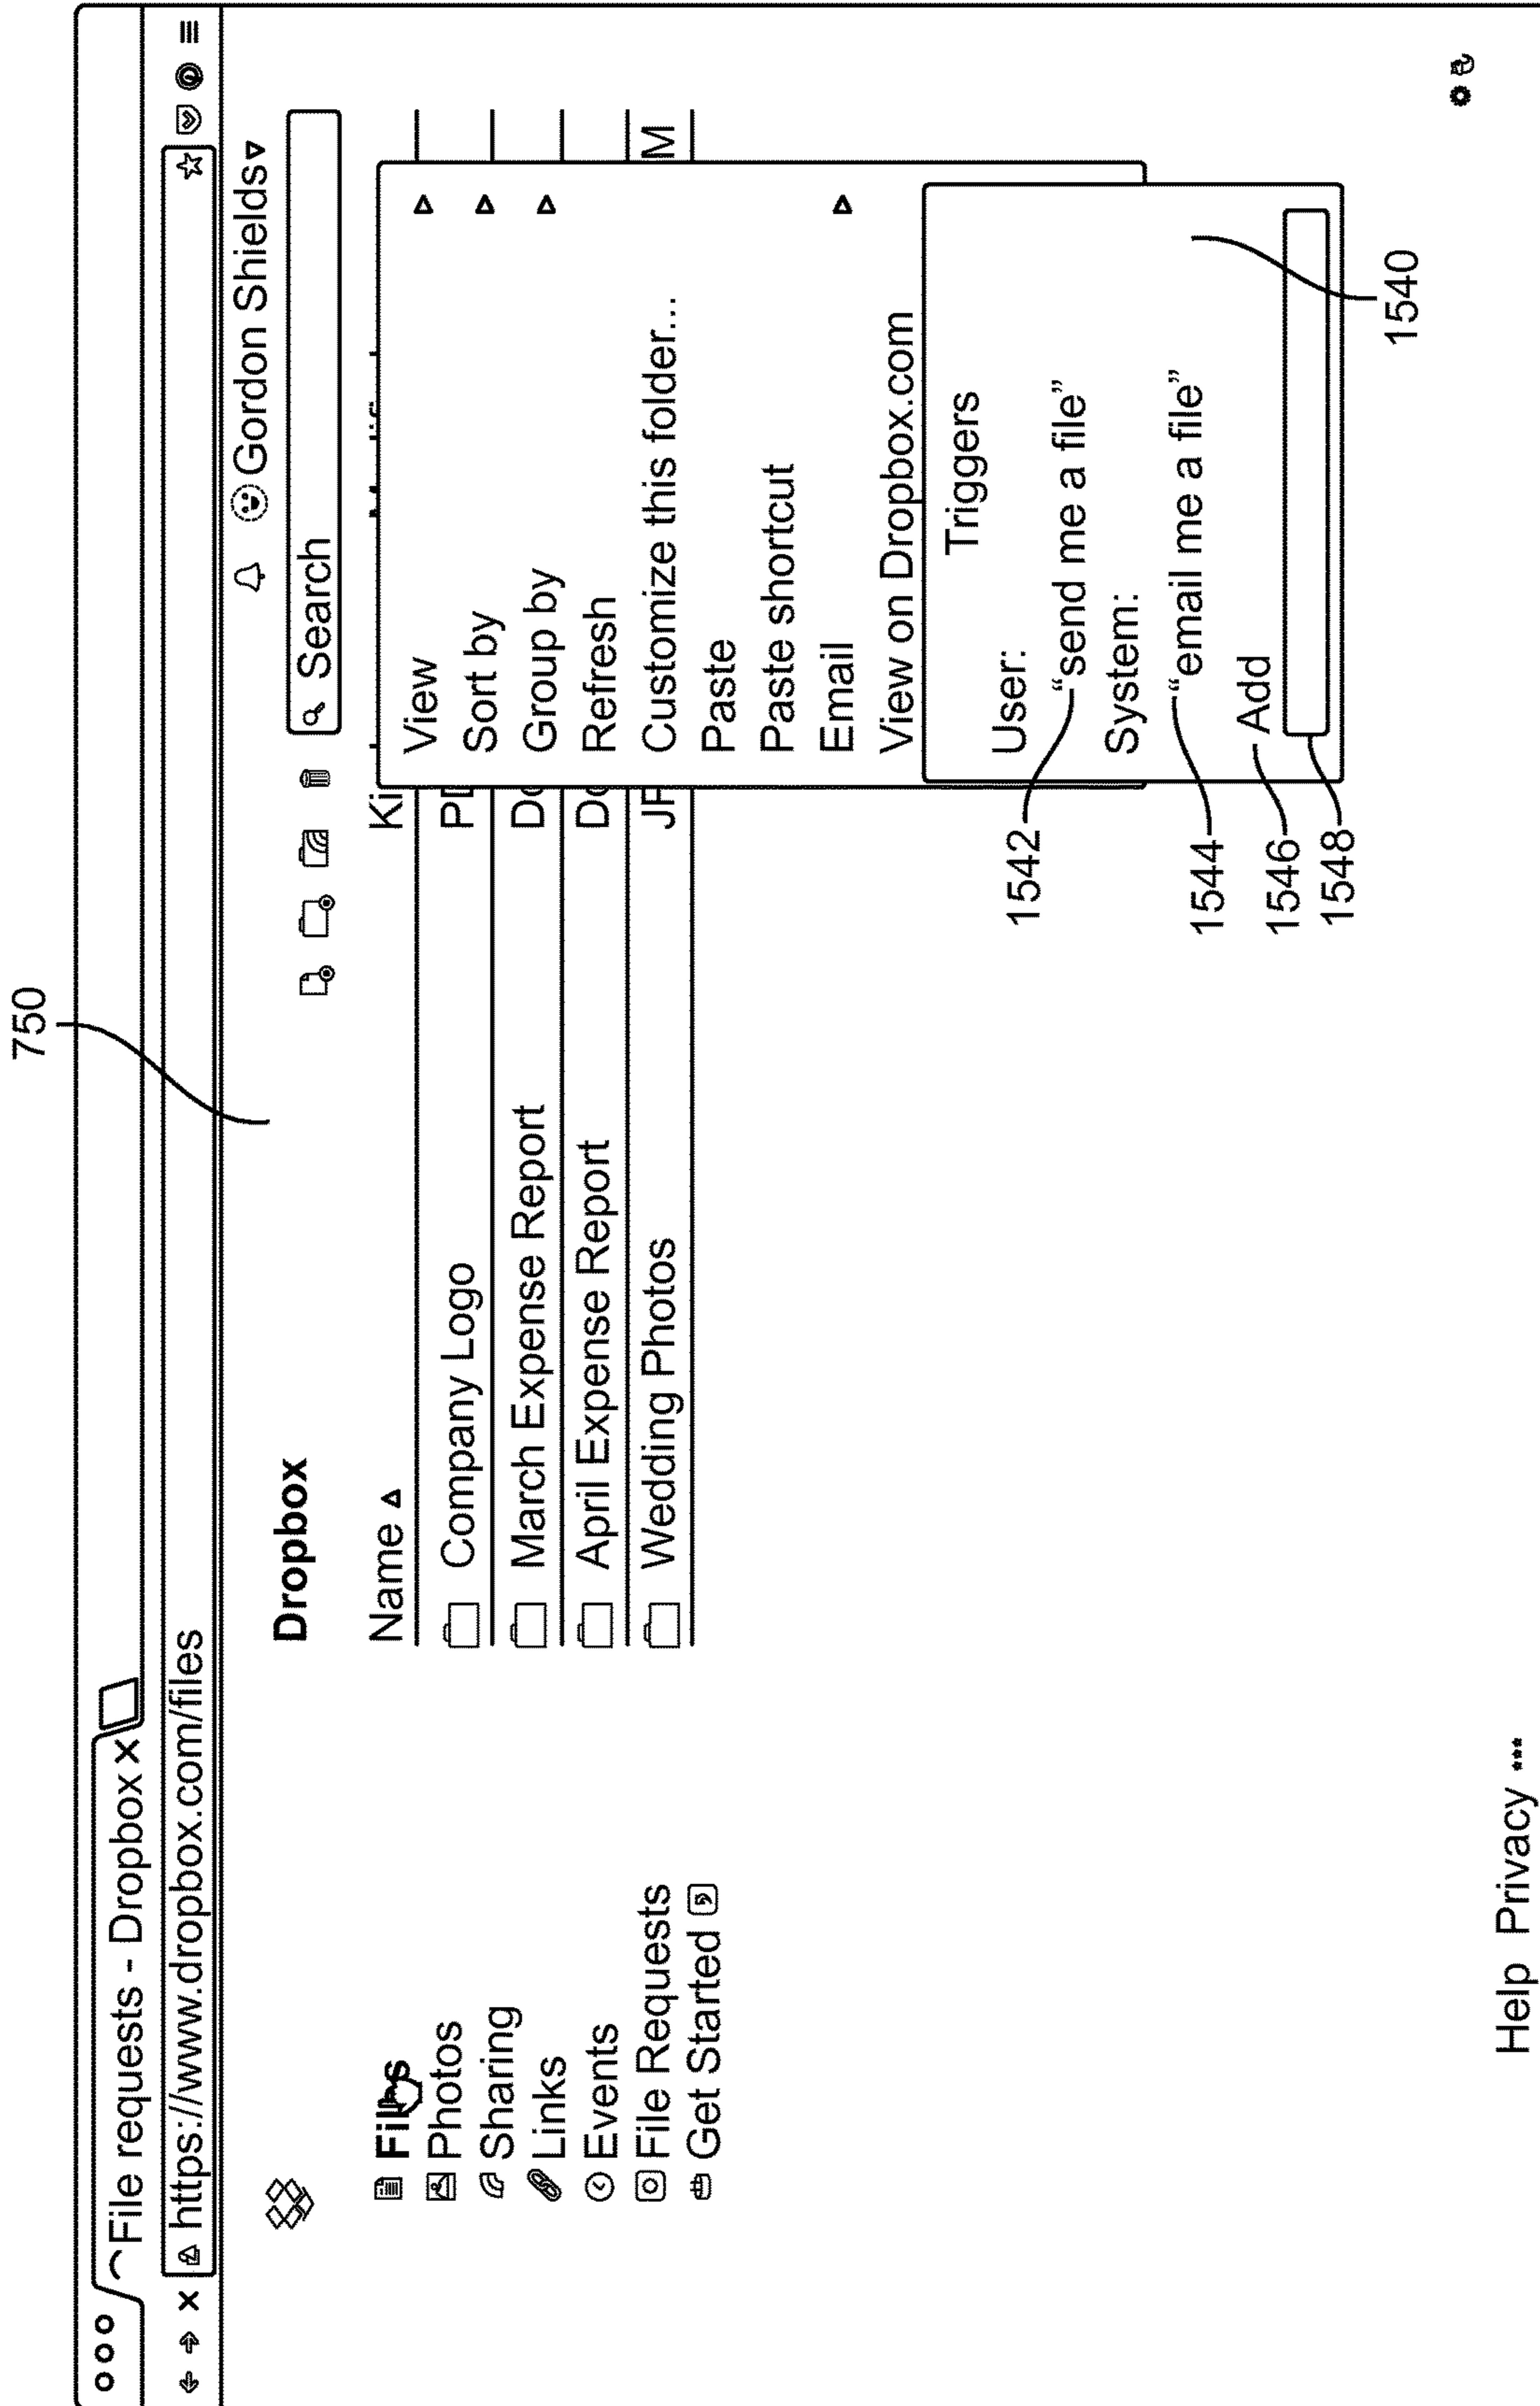 750
File requests - Dropbox X
https://www.dropbox.com/files
Gordon Shields
Dropbox
Search
Files
Photos
Sharing
Links
Events
File Requests
Get Started
Name
Ki
Company Logo
March Expense Report
Do
April Expense Report
Do
Wedding Photos
M
View
Sort by
Group by
Refresh
Customize this folder...
Paste
Paste shortcut
Email
View on Dropbox.com
Triggers
User:
1542
“send me a file”
System:
1544
“email me a file”
1546
Add
1548
1540
Help Privacy